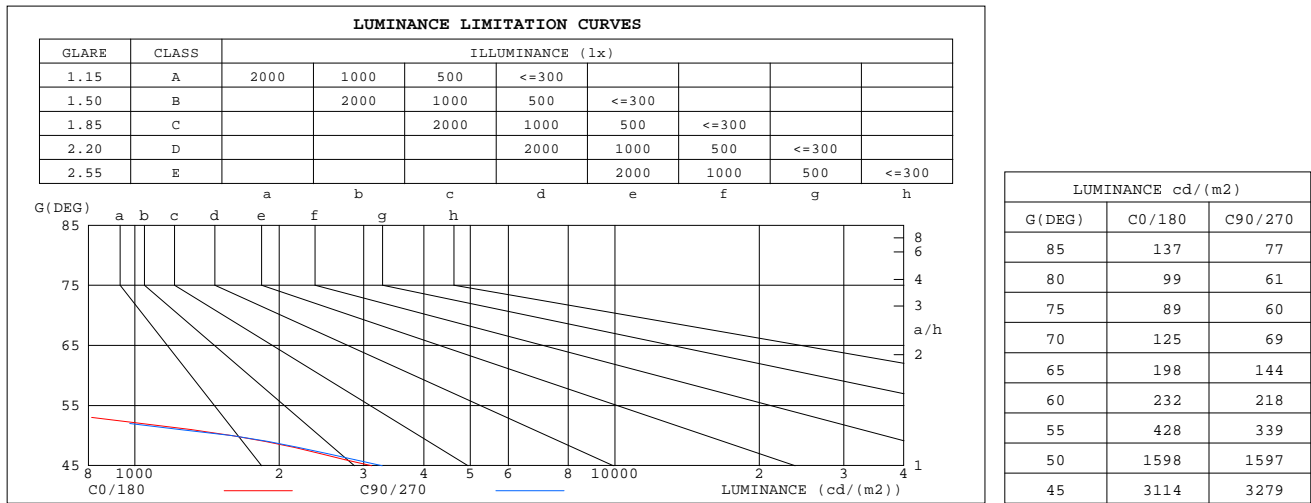 LUMINANCE LIMITATION CURVES
GLARE CLASS ILLUMINANCE (lx)
1.15 A 2000 1000 500 <=300
1.50 B 2000 1000 500 <=300
1.85 C 2000 1000 500 <=300
2.20 D 2000 1000 500 <=300
2.55 E 2000 1000 500 <=300
a b c d e f g h
G(DEG) a b c d e f g h
85
75
65
55
45
8
6
4
3
a/h
2
1
8 1000 2 3 4 5 6 8 10000 2 3 4
C0/180 C90/270 LUMINANCE (cd/(m2))
LUMINANCE cd/(m2)
G(DEG) C0/180 C90/270
85 137 77
80 99 61
75 89 60
70 125 69
65 198 144
60 232 218
55 428 339
50 1598 1597
45 3114 3279